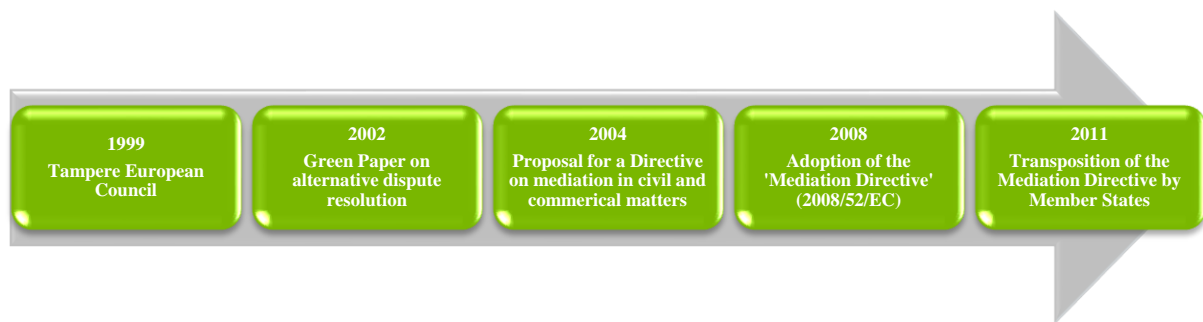 1999
Tampere European
Council
2002
Green Paper on
alternative dispute
resolution
2004
Proposal for a Directive
on mediation in civil and
commerical matters
2008
Adoption of the
'Mediation Directive'
(2008/52/EC)
2011
Transposition of the
Mediation Directive by
Member States